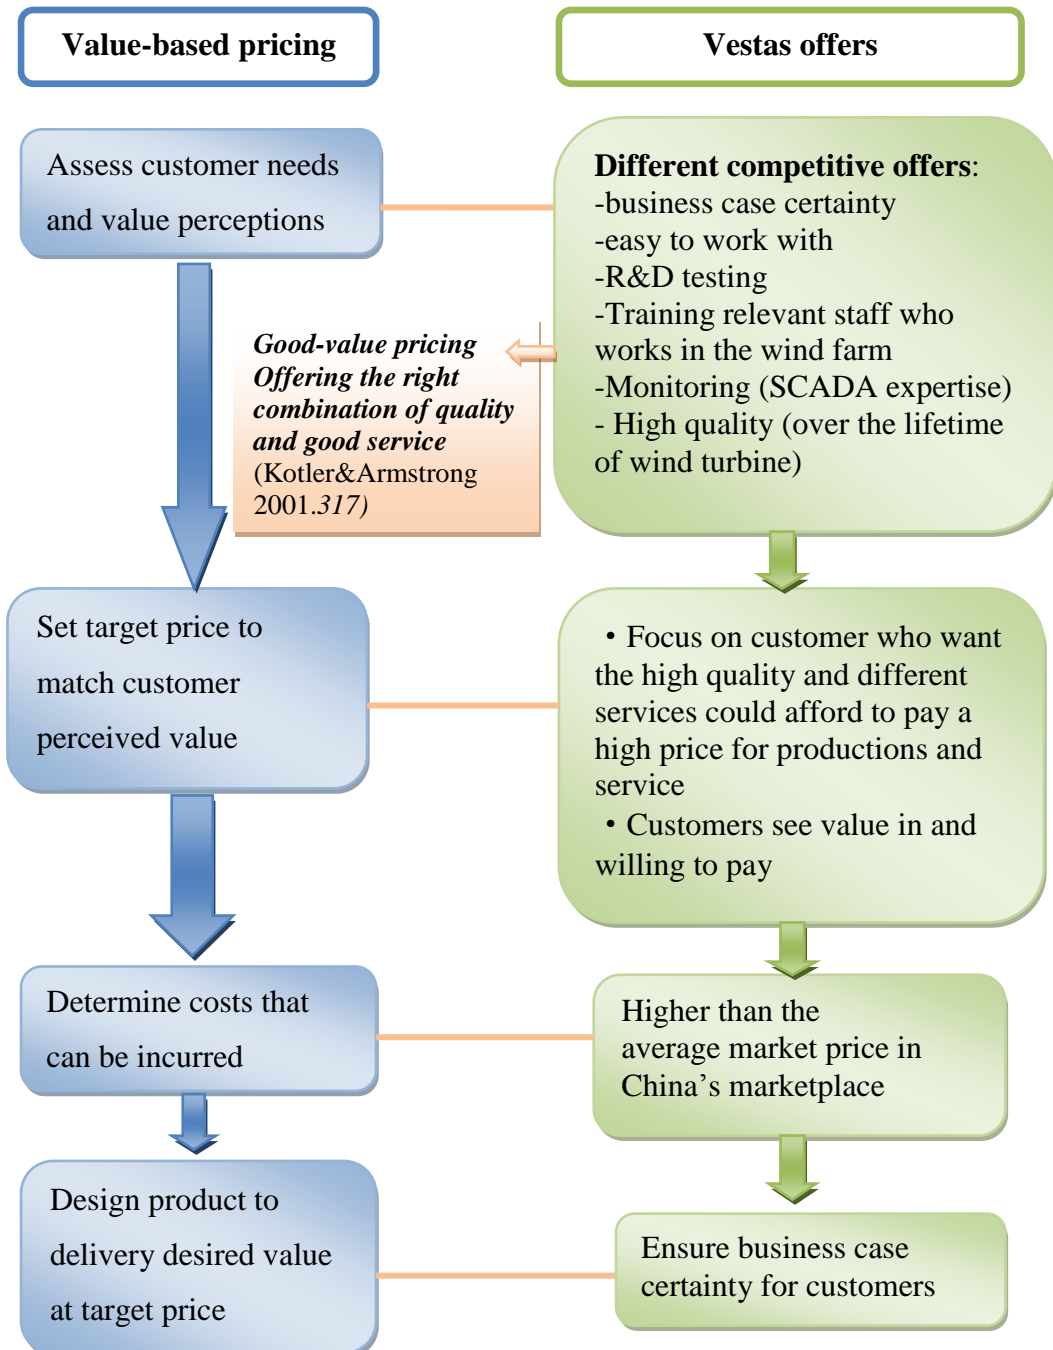 Value-based pricing
Vestas offers
Assess customer needs
and value perceptions
Different competitive offers:
-business case certainty
-easy to work with
-R&D testing
-Training relevant staff who
works in the wind farm
-Monitoring (SCADA expertise)
- High quality (over the lifetime
of wind turbine)
Good-value pricing
Offering the right
combination of quality
and good service
(Kotler&Armstrong
2001.317)
Set target price to
match customer
perceived value
・Focus on customer who want
the high quality and different
services could afford to pay a
high price for productions and
service
・Customers see value in and
willing to pay
Determine costs that
can be incurred
Higher than the
average market price in
China’s marketplace
Design product to
delivery desired value
at target price
Ensure business case
certainty for customers